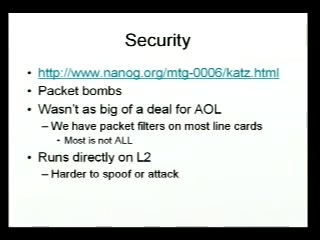 Security
• http://www.nanog.org/mtg-0006/katz.html
• Packet bombs
• Wasn't as big of a deal for AOL
– We have packet filters on most line cards
• Most is not ALL
• Runs directly on L2
– Harder to spoof or attack